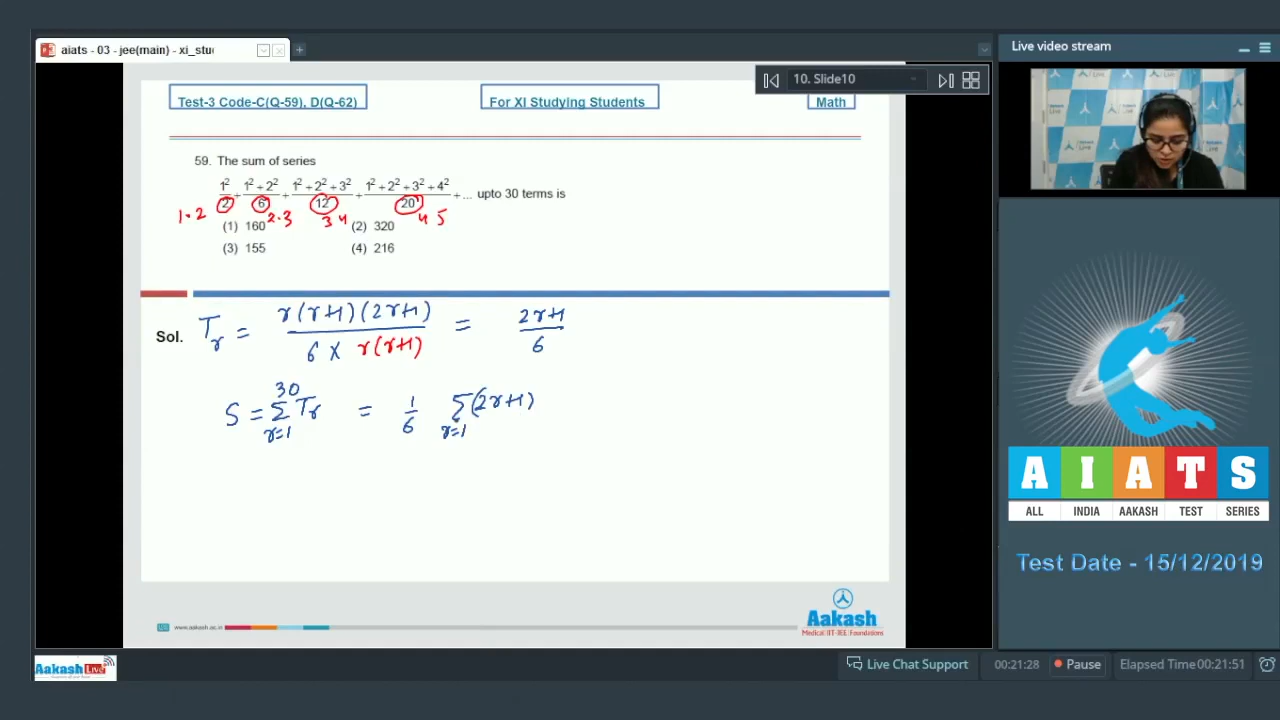 aiats - 03 - jee(main) - xi_stu
Live video stream
10. Slide10
Test-3 Code-C(Q-59), D(Q-62)
For XI Studying Students
Math
59. The sum of series
1²/2 + 1² + 2²/6 + 1² + 2² + 3²/12 + 1² + 2² + 3² + 4²/20 + ... upto 30 terms is
1·2 2·3 3 4 4 5
(1) 160 (2) 320
(3) 155 (4) 216
Sol. T_r = r(r+1)(2r+1) / 6 × r(r+1) = 2r+1 / 6
S = 30 Σ r=1 T_r = 1/6 Σ r=1 (2r+1)
A I A T S
ALL INDIA AAKASH TEST SERIES
Test Date - 15/12/2019
www.aakash.ac.in
Aakash
Medical|IIT-JEE|Foundations
Aakash Live
Live Chat Support
00:21:28
Pause
Elapsed Time 00:21:51